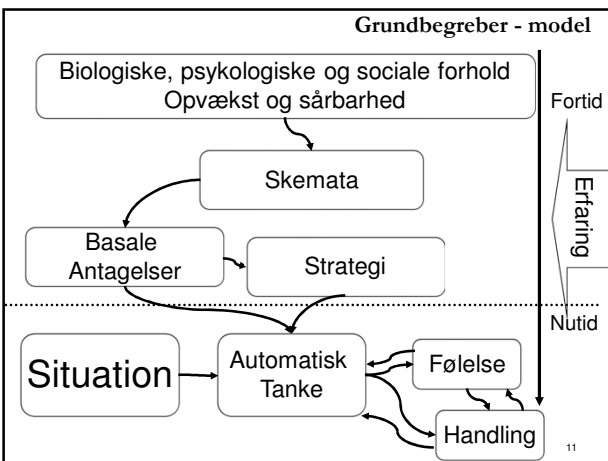 Grundbegreber - model
Biologiske, psykologiske og sociale forhold
Opvækst og sårbarhed
Fortid
Skemata
Erfaring
Basale
Antagelser
Strategi
Nutid
Situation
Automatisk
Tanke
Følelse
Handling
11